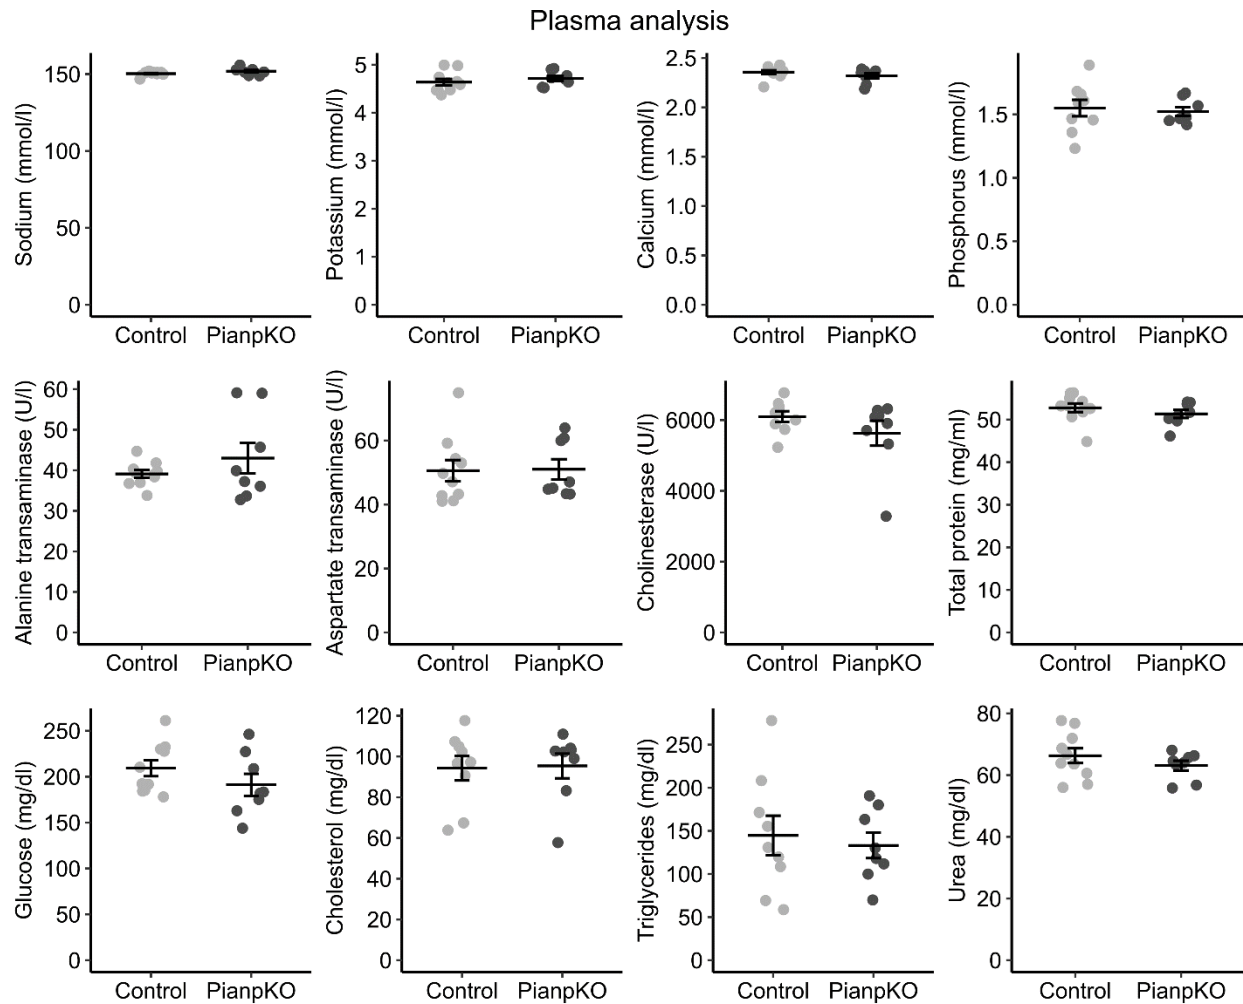 Plasma analysis
Sodium (mmol/l)
150
100
50
0
Control PianpKO
Potassium (mmol/l)
5
4
3
2
1
0
Control PianpKO
Calcium (mmol/l)
2.5
2.0
1.5
1.0
0.5
0.0
Control PianpKO
Phosphorus (mmol/l)
1.5
1.0
0.5
0.0
Control PianpKO
Alanine transaminase (U/l)
60
50
40
30
20
10
0
Control PianpKO
Aspartate transaminase (U/l)
60
40
20
0
Control PianpKO
Cholinesterase (U/l)
6000
4000
2000
0
Control PianpKO
Total protein (mg/ml)
50
40
30
20
10
0
Control PianpKO
Glucose (mg/dl)
250
200
150
100
50
0
Control PianpKO
Cholesterol (mg/dl)
120
100
80
60
40
20
0
Control PianpKO
Triglycerides (mg/dl)
250
200
150
100
50
0
Control PianpKO
Urea (mg/dl)
80
60
40
20
0
Control PianpKO